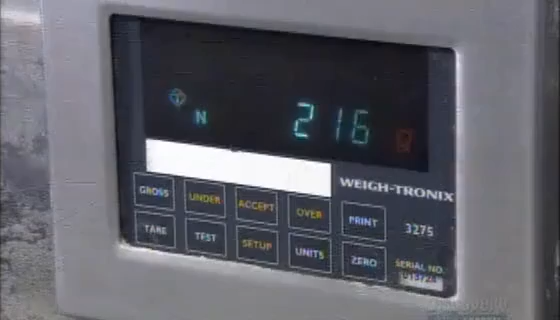 N 216
WEIGH-TRONIX
GROSS UNDER ACCEPT OVER PRINT 3275
TARE TEST SETUP UNITS ZERO SERIAL NO.